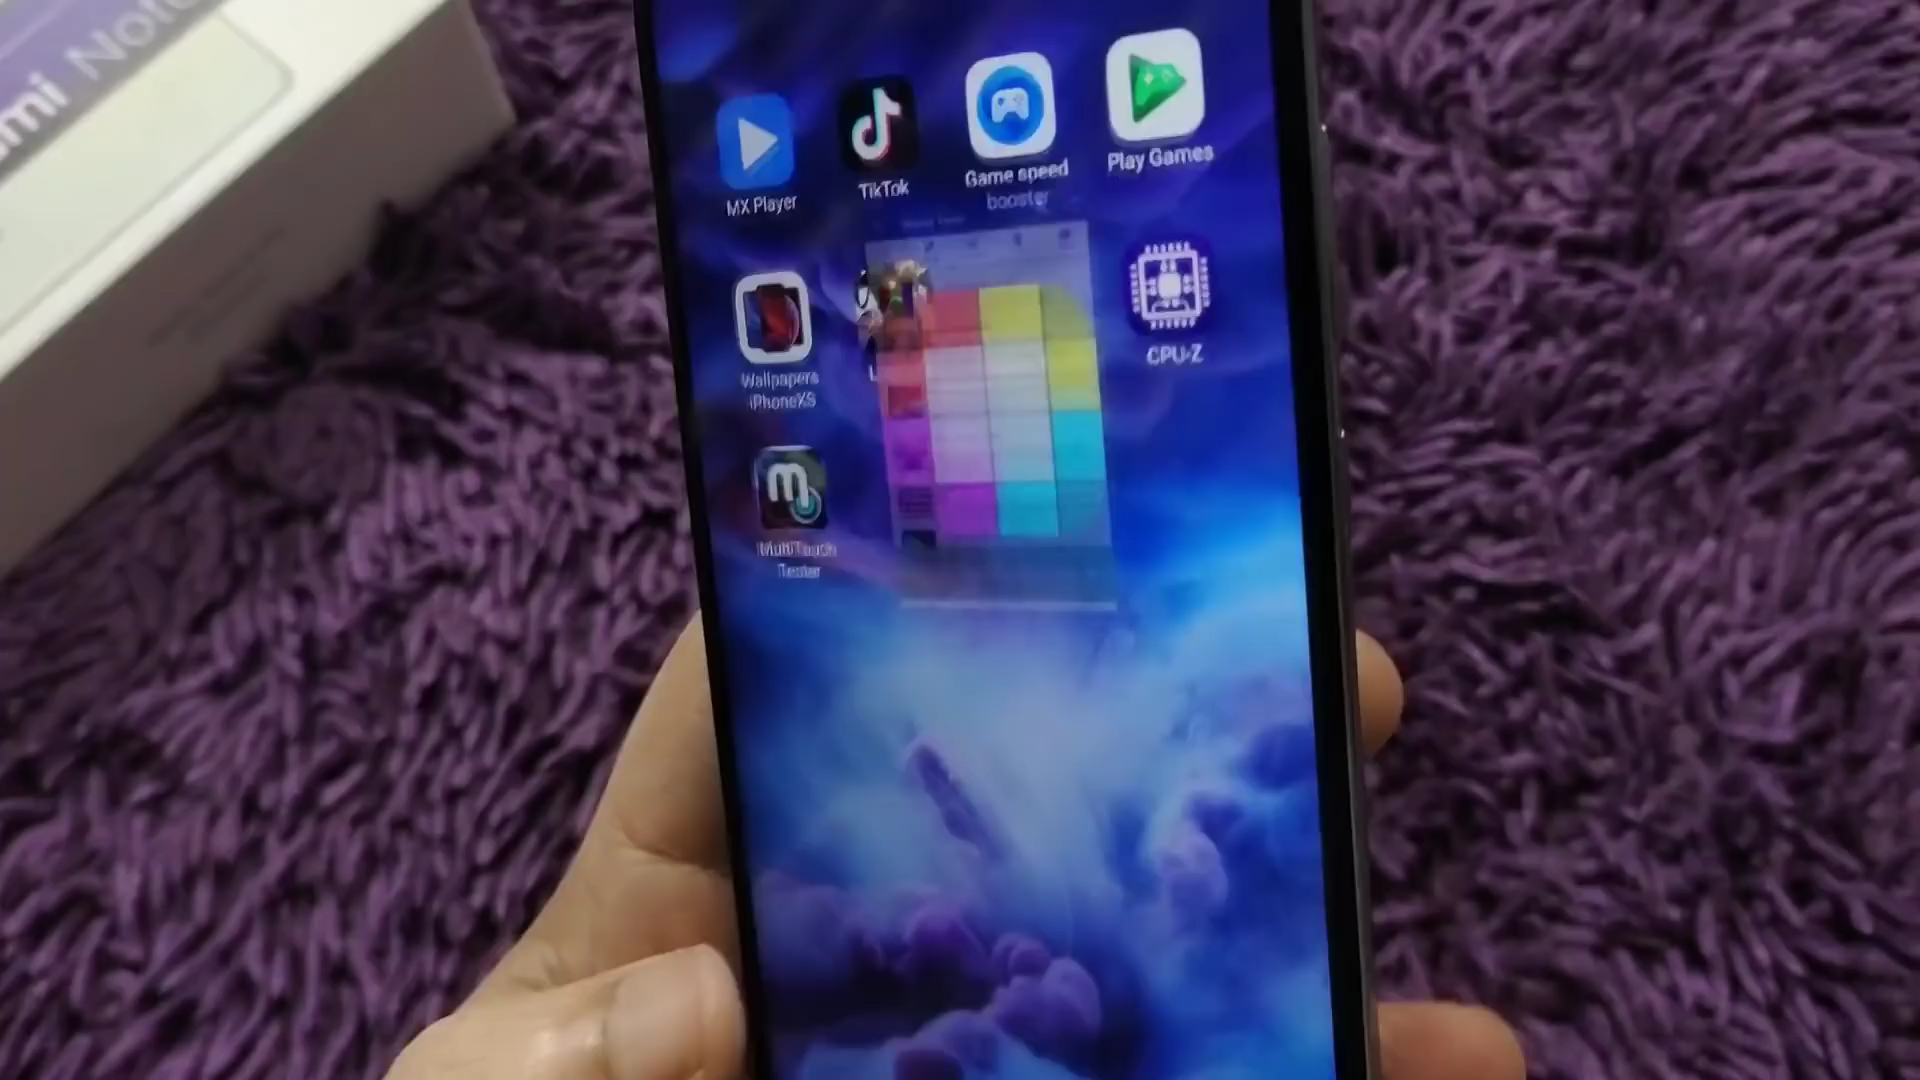 mi Note
MX Player
TikTok
Game speed
booster
Play Games
Wallpapers
iPhoneXS
L
CPU-Z
MultiTouch
Tester